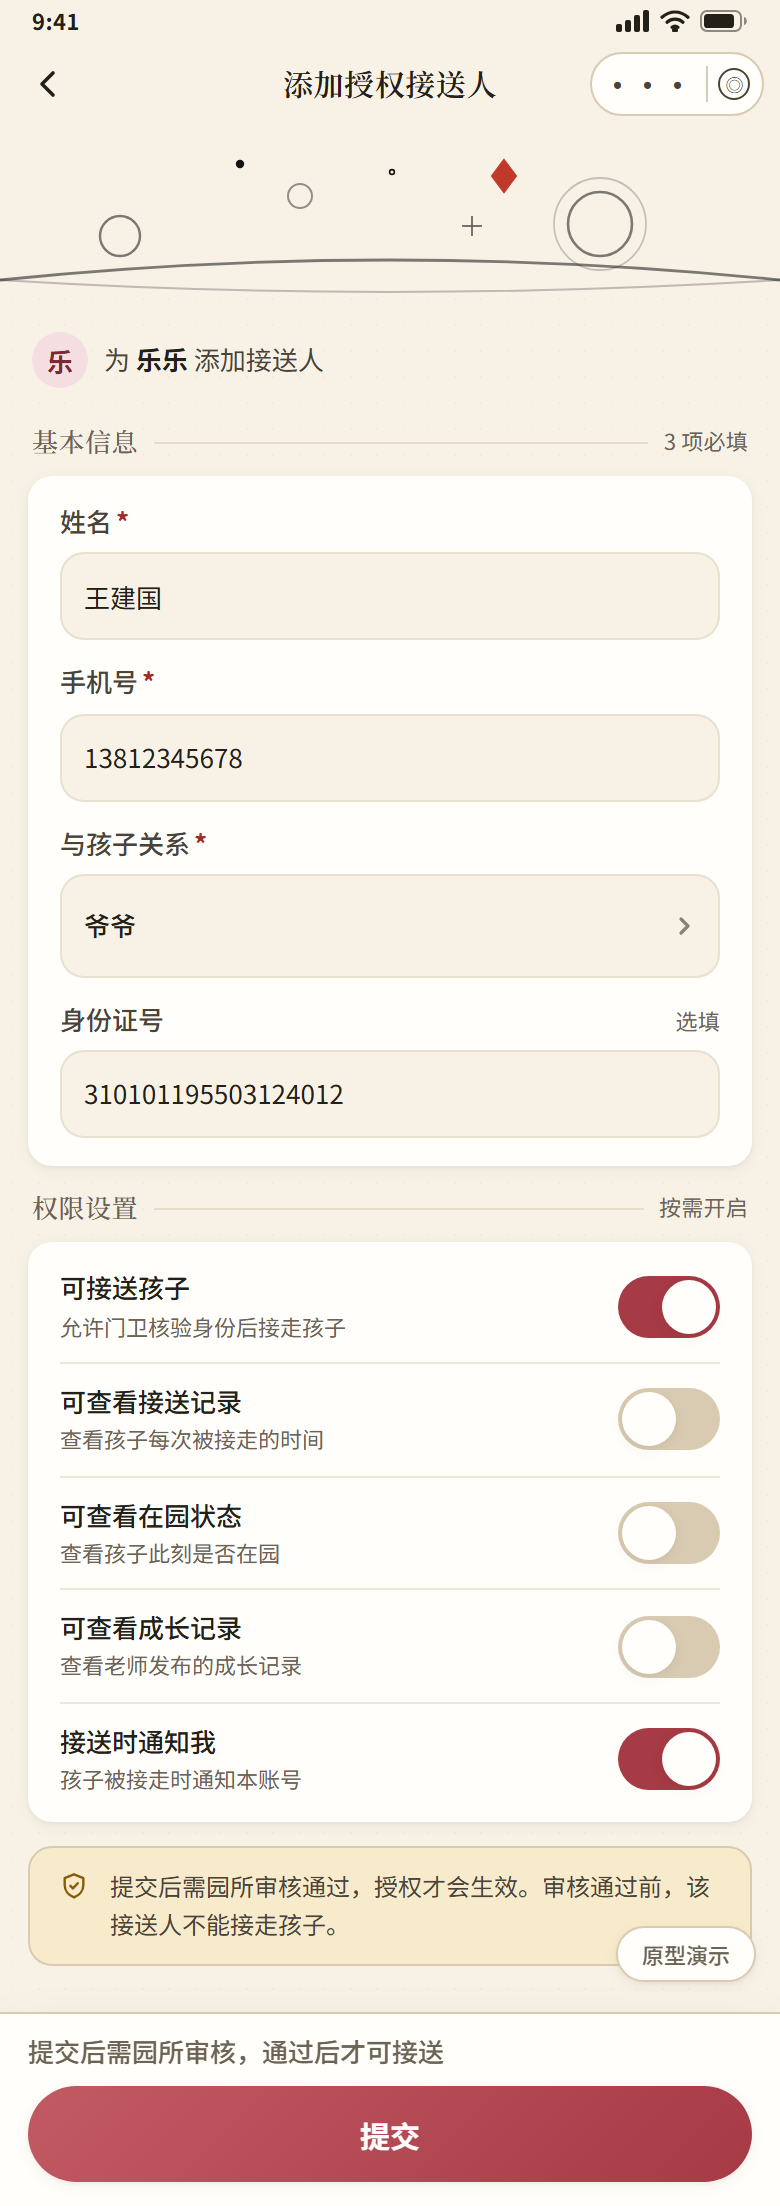 9:41
添加授权接送人
乐
为 乐乐 添加接送人
基本信息
3 项必填
姓名 *
王建国
手机号 *
13812345678
与孩子关系 *
爷爷
身份证号
选填
310101195503124012
权限设置
按需开启
可接送孩子
允许门卫核验身份后接走孩子
可查看接送记录
查看孩子每次被接走的时间
可查看在园状态
查看孩子此刻是否在园
可查看成长记录
查看老师发布的成长记录
接送时通知我
孩子被接走时通知本账号
提交后需园所审核通过，授权才会生效。审核通过前，该
接送人不能接走孩子。
原型演示
提交后需园所审核，通过后才可接送
提交